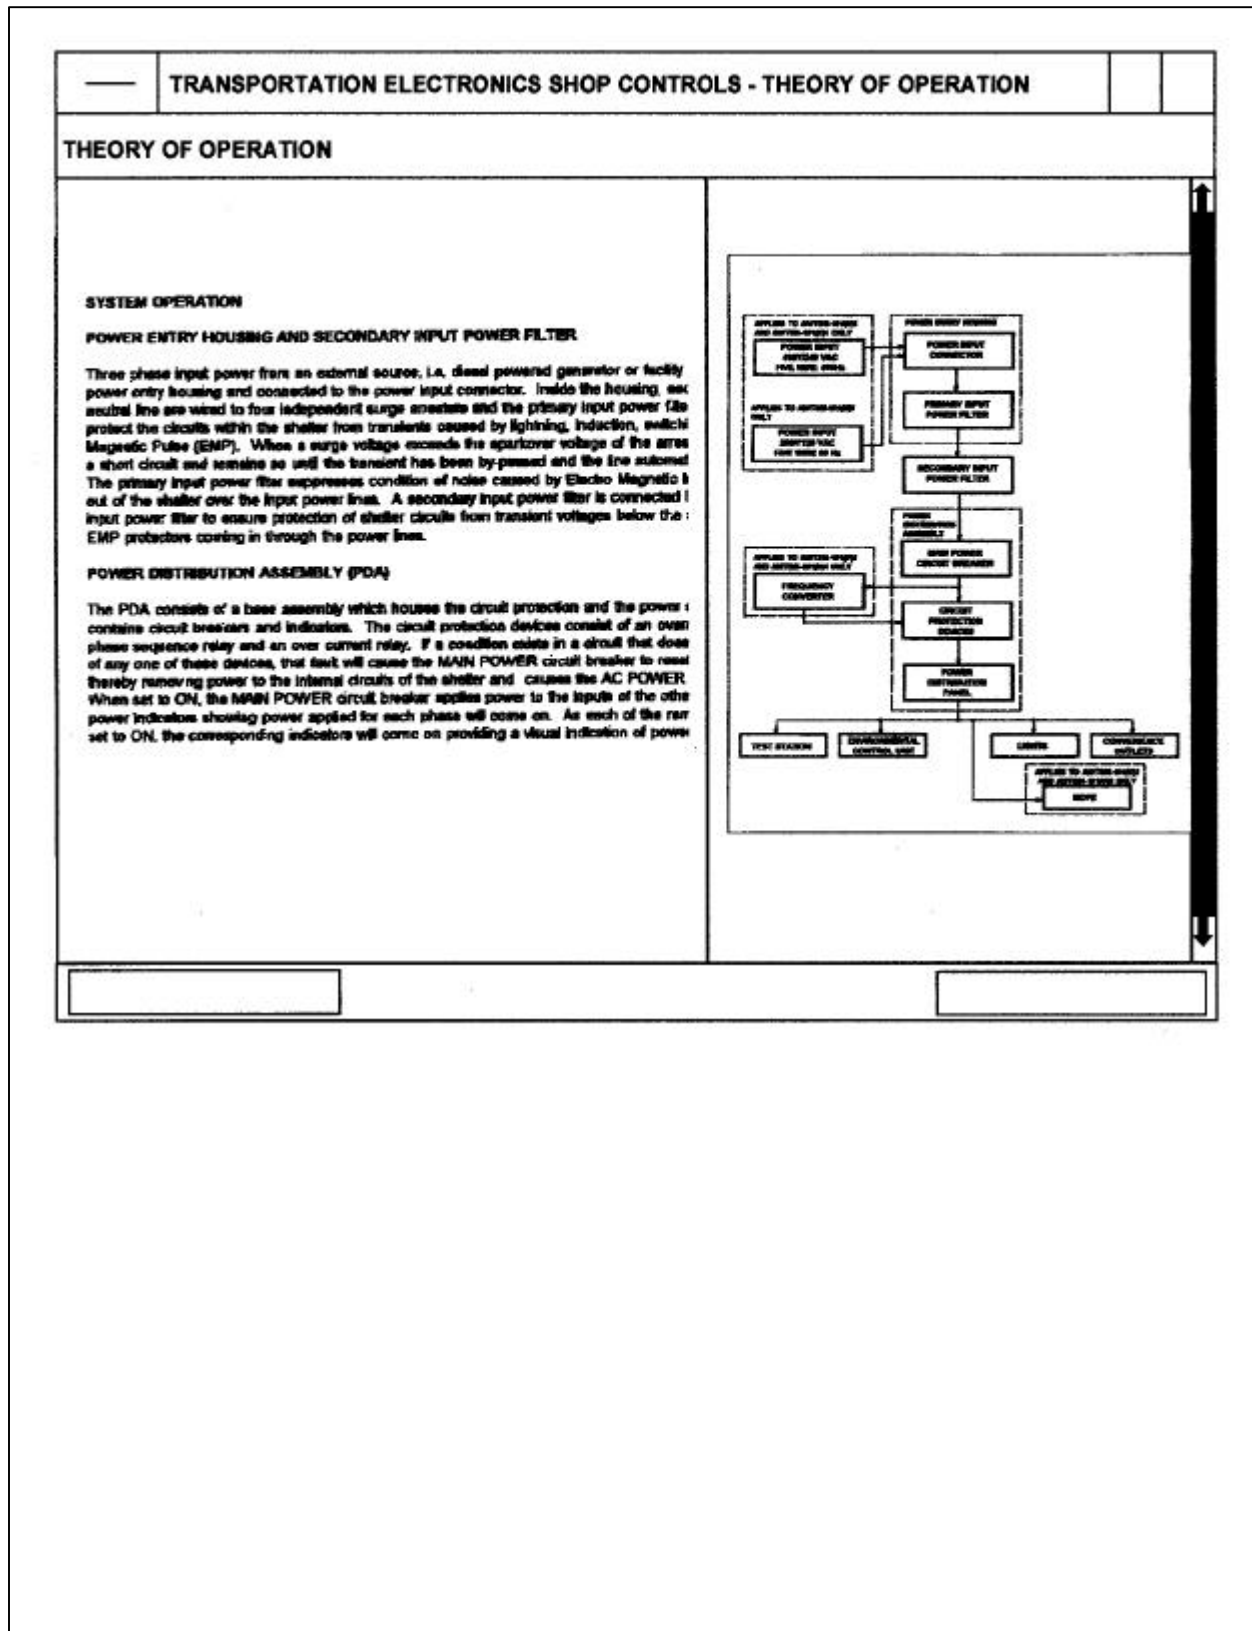 TRANSPORTATION ELECTRONICS SHOP CONTROLS - THEORY OF OPERATION
THEORY OF OPERATION
SYSTEM OPERATION
POWER ENTRY HOUSING AND SECONDARY INPUT POWER FILTER
Three phase input power from an external source, i.e. diesel powered generator or facility
power entry housing and connected to the power input connector. Inside the housing,
neutral line are wired to four independent surge arrestors and the primary input power
protect the circuits within the shelter from transients caused by lightning, induction,
Magnetic Pulse (EMP). When a surge voltage exceeds the sparkover voltage of the
a short circuit and remains so until the transient has been by-passed and the line
The primary input power filter suppresses condition of noise caused by Electro Magnetic
out of the shelter over the input power lines. A secondary input power filter is connected
input power filter to ensure protection of shelter circuits from transient voltages below the
EMP protectors coming in through the power lines.
POWER DISTRIBUTION ASSEMBLY (PDA)
The PDA consists of a base assembly which houses the circuit protection and the power
contains circuit breakers and indicators. The circuit protection devices consist of an
phase sequence relay and an over current relay. If a condition exists in a circuit that
of any one of these devices, that fault will cause the MAIN POWER circuit breaker to
thereby removing power to the internal circuits of the shelter and causes the AC POWER
When set to ON, the MAIN POWER circuit breaker applies power to the inputs of the
power indicators showing power applied for each phase will come on. As each of the
set to ON, the corresponding indicators will come on providing a visual indication of power
POWER ENTRY HOUSING
POWER INPUT
CONNECTOR
PRIMARY INPUT
POWER FILTER
POWER INPUT
POWER INPUT
SECONDARY INPUT
POWER FILTER
POWER
DISTRIBUTION
ASSEMBLY
MAIN POWER
CIRCUIT BREAKER
FREQUENCY
CONVERTER
CIRCUIT
PROTECTION
DEVICES
POWER
DISTRIBUTION
PANEL
TEST STATION
ENVIRONMENTAL
CONTROL UNIT
LIGHTS
CONVENIENCE
OUTLETS